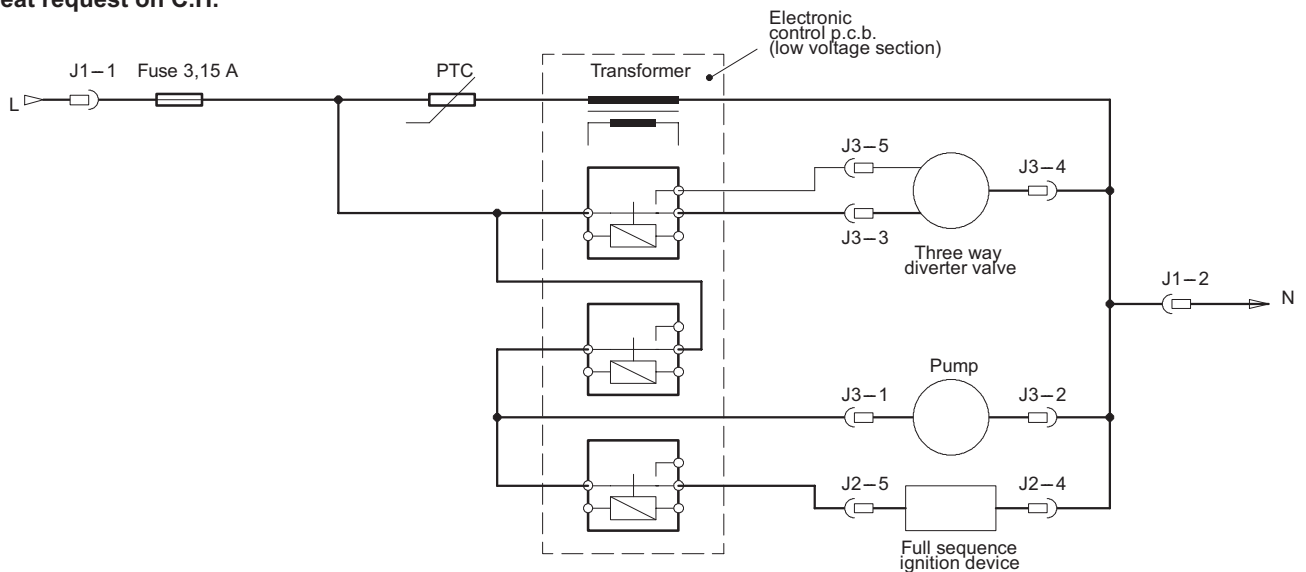 eat request on C.H.
Electronic
control p.c.b.
(low voltage section)
J1–1 Fuse 3,15 A PTC Transformer
L
J3–5
J3–4
J3–3
Three way
diverter valve
J1–2
N
Pump
J3–1 J3–2
J2–5 J2–4
Full sequence
ignition device